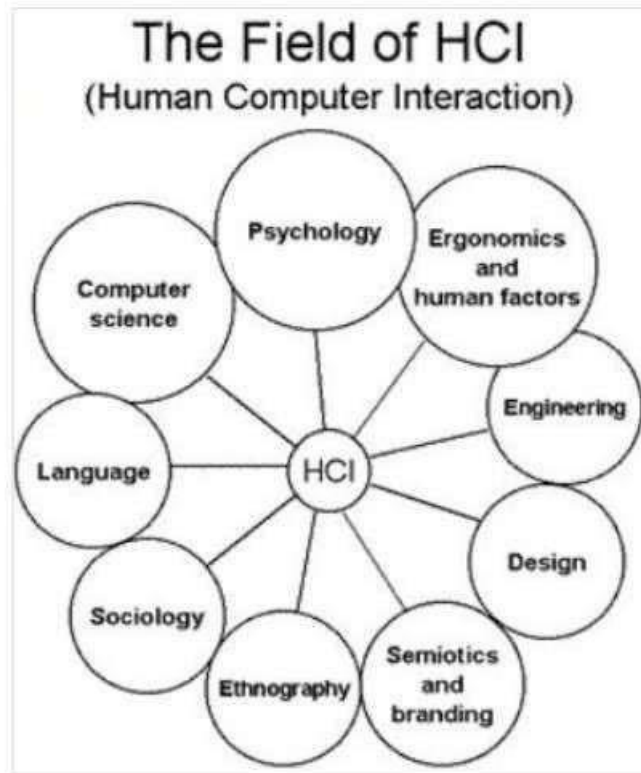 The Field of HCI
(Human Computer Interaction)
Psychology
Ergonomics
and
human factors
Computer
science
Engineering
HCI
Language
Design
Sociology
Semiotics
and
branding
Ethnography